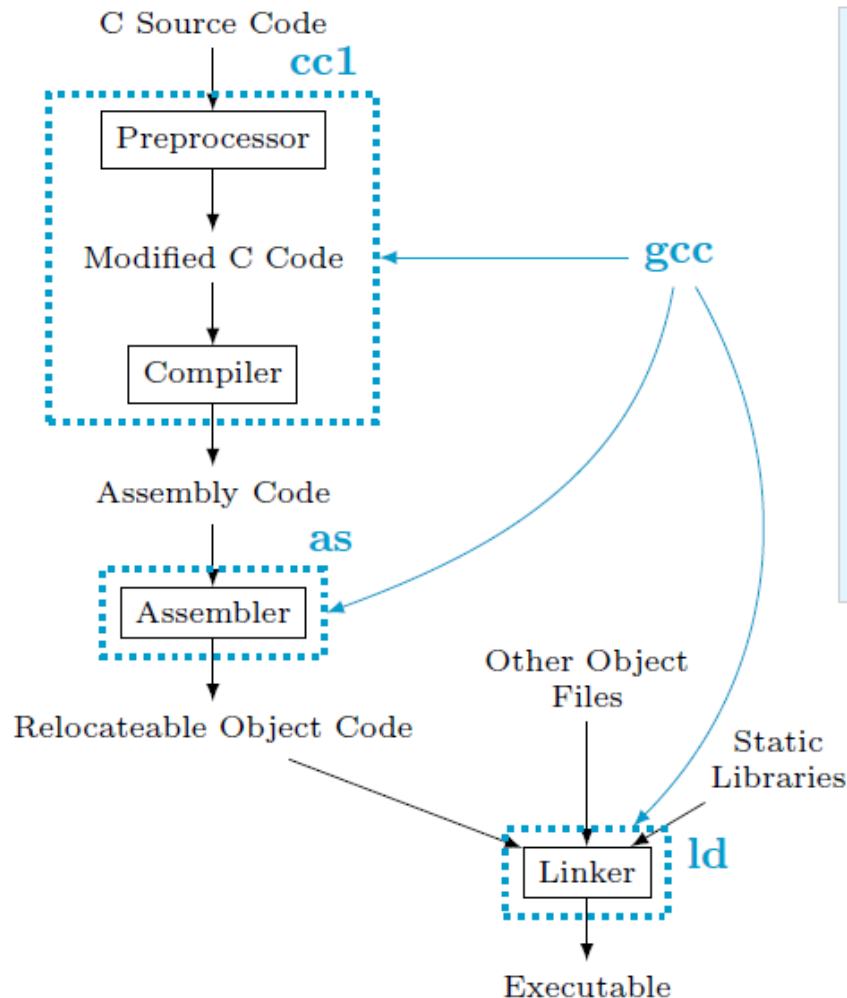 C Source Code
cc1
Preprocessor
Modified C Code
gcc
Compiler
Assembly Code
as
Assembler
Other Object
Files
Relocateable Object Code
Static
Libraries
Linker
ld
Executable